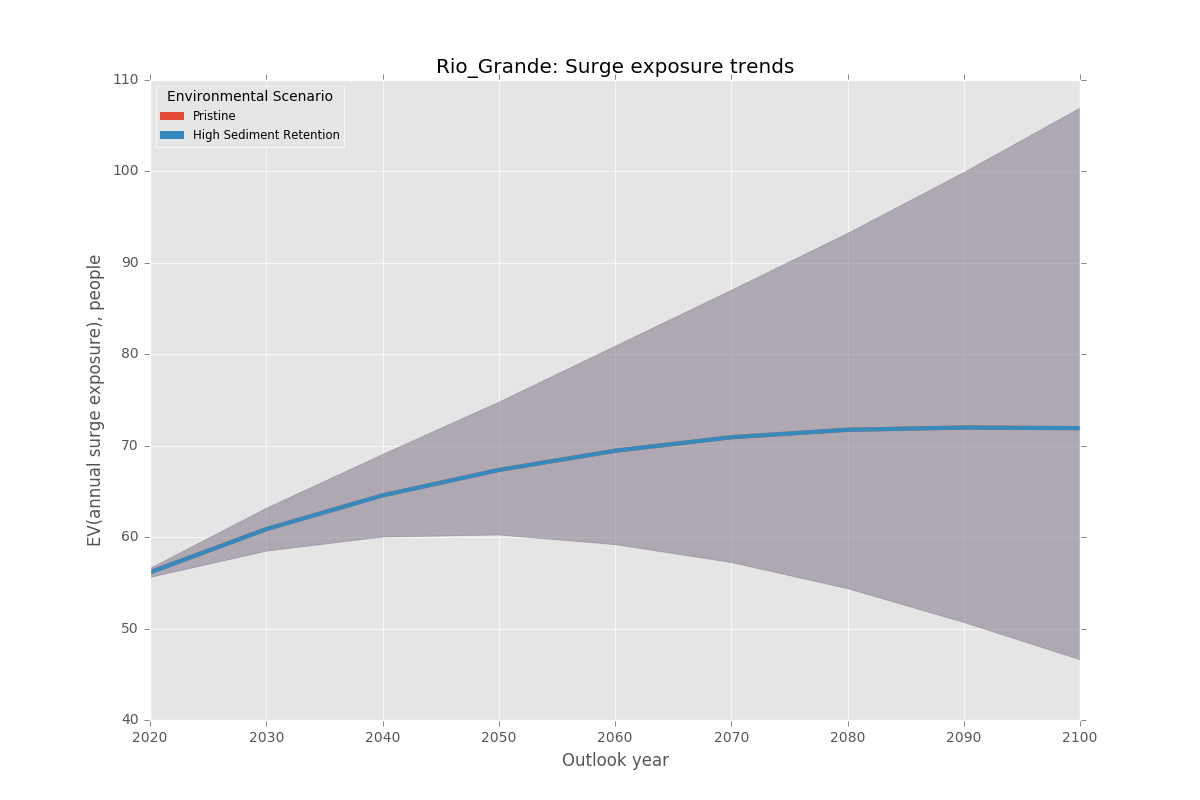 Rio_Grande: Surge exposure trends
110
100
90
80
70
60
50
40
Environmental Scenario
Pristine
High Sediment Retention
EV(annual surge exposure), people
2020 2030 2040 2050 2060 2070 2080 2090 2100
Outlook year